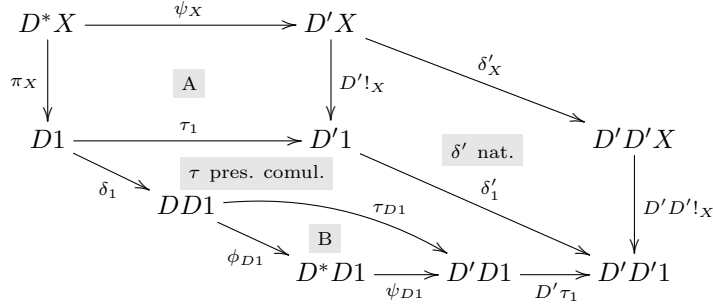 D*X ψ_X D′X
π_X A D′!_X δ′_X
D1 τ_1 D′1 D′D′X
δ_1 τ pres. comul. δ′ nat. δ′_1 D′D′!_X
DD1 τ_{D1}
φ_{D1} B
D*D1 ψ_{D1} D′D1 D′τ_1 D′D′1